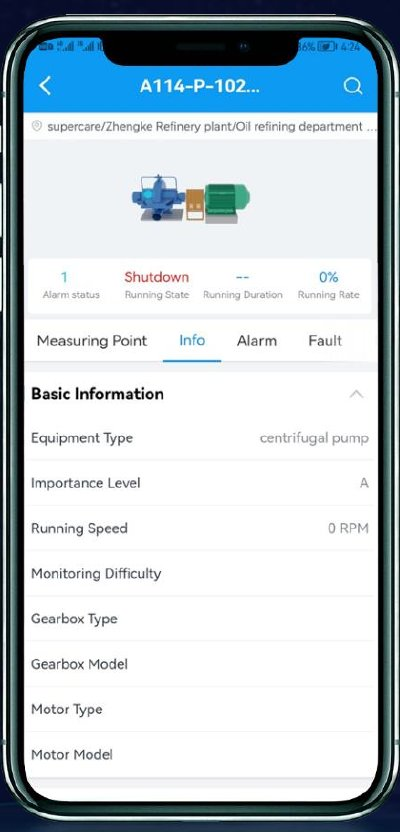 4:24
A114-P-102...
supercare/Zhengke Refinery plant/Oil refining department ...
1
Shutdown
--
0%
Alarm status
Running State
Running Duration
Running Rate
Measuring Point
Info
Alarm
Fault
Basic Information
Equipment Type
centrifugal pump
Importance Level
A
Running Speed
0 RPM
Monitoring Difficulty
Gearbox Type
Gearbox Model
Motor Type
Motor Model